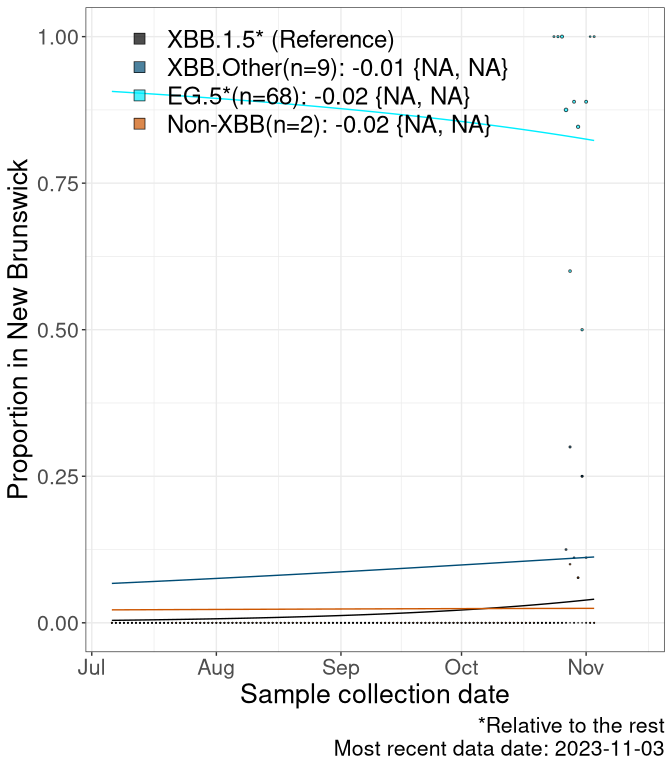 XBB.1.5* (Reference)
XBB.Other(n=9): -0.01 {NA, NA}
EG.5*(n=68): -0.02 {NA, NA}
Non-XBB(n=2): -0.02 {NA, NA}
1.00
0.75
0.50
0.25
0.00
Proportion in New Brunswick
Jul Aug Sep Oct Nov
Sample collection date
*Relative to the rest
Most recent data date: 2023-11-03